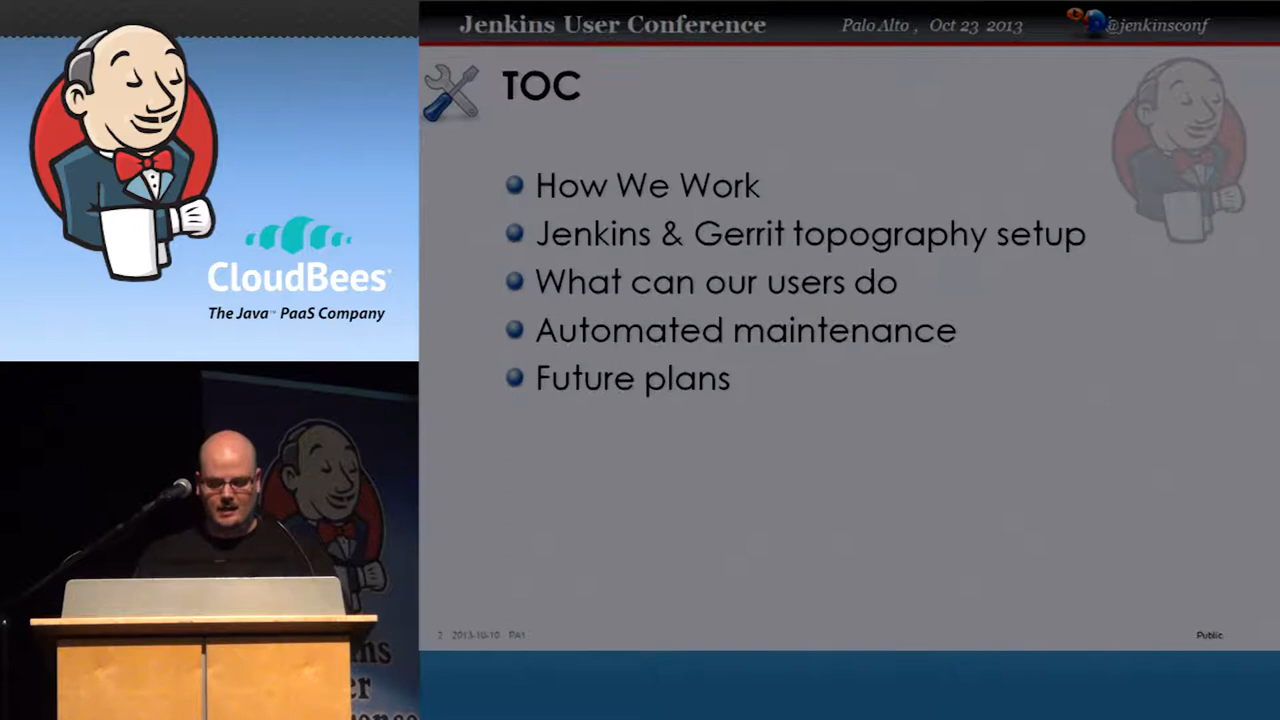 Jenkins User Conference
Palo Alto , Oct 23 2013
@jenkinsconf
TOC
How We Work
Jenkins & Gerrit topography setup
What can our users do
Automated maintenance
Future plans
CloudBees
The Java™ PaaS Company
2 2013-10-10 PA1
Public